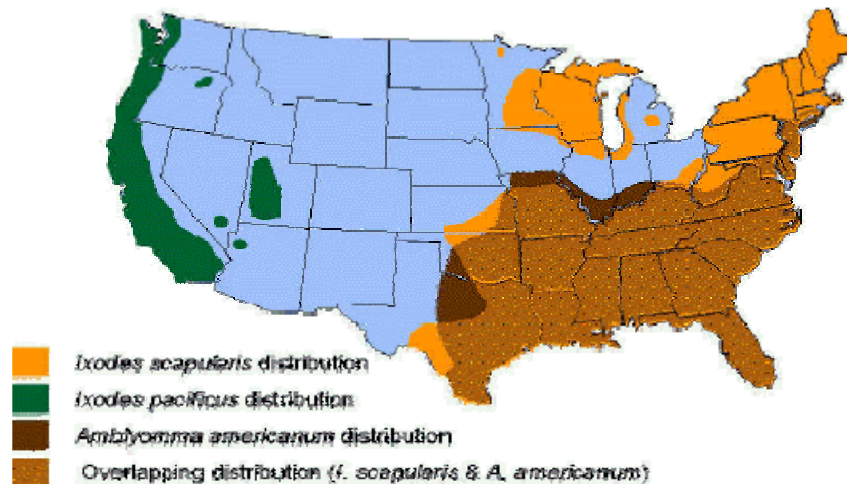 Ixodes scapularis distribution
Ixodes pacificus distribution
Amblyomma americanum distribution
Overlapping distribution (I. scapularis & A. americanum)